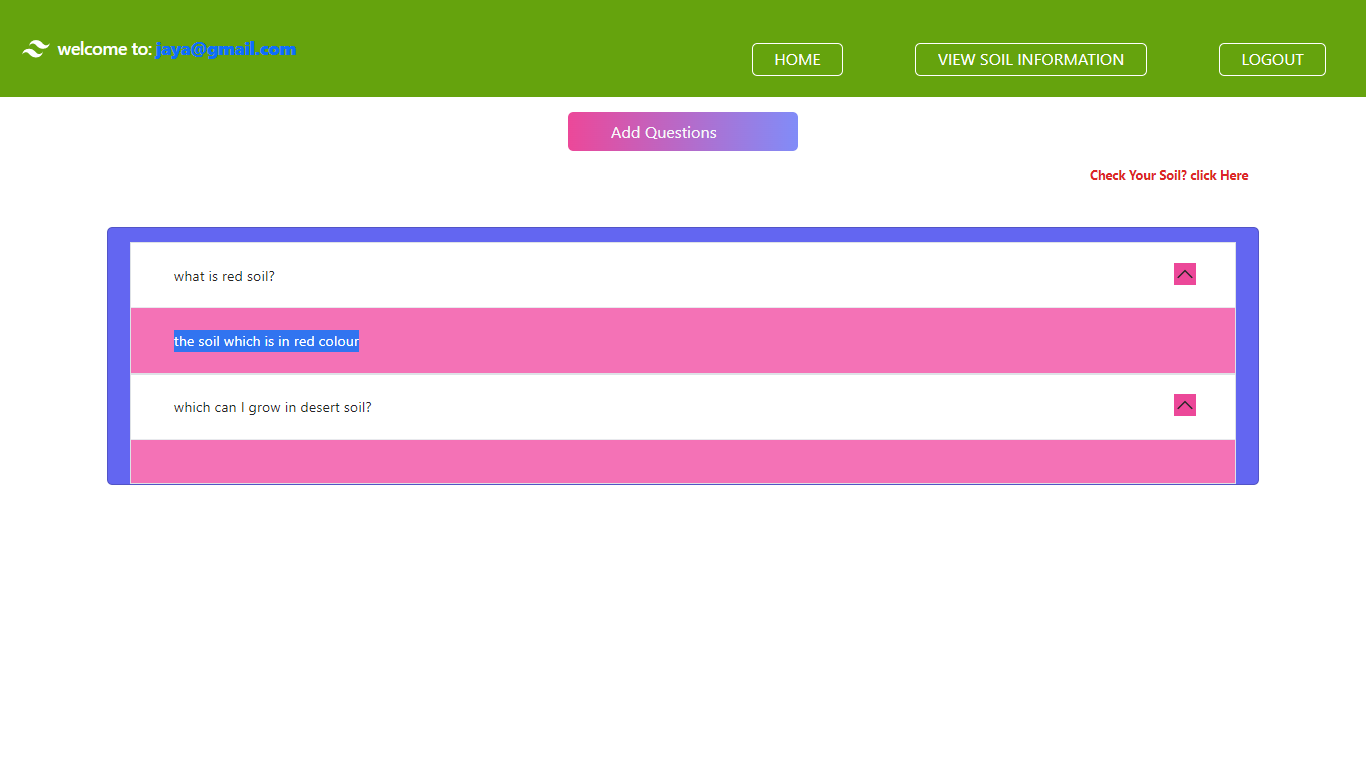 welcome to: jaya@gmail.com
HOME
VIEW SOIL INFORMATION
LOGOUT
Add Questions
Check Your Soil? click Here
what is red soil?
the soil which is in red colour
which can I grow in desert soil?